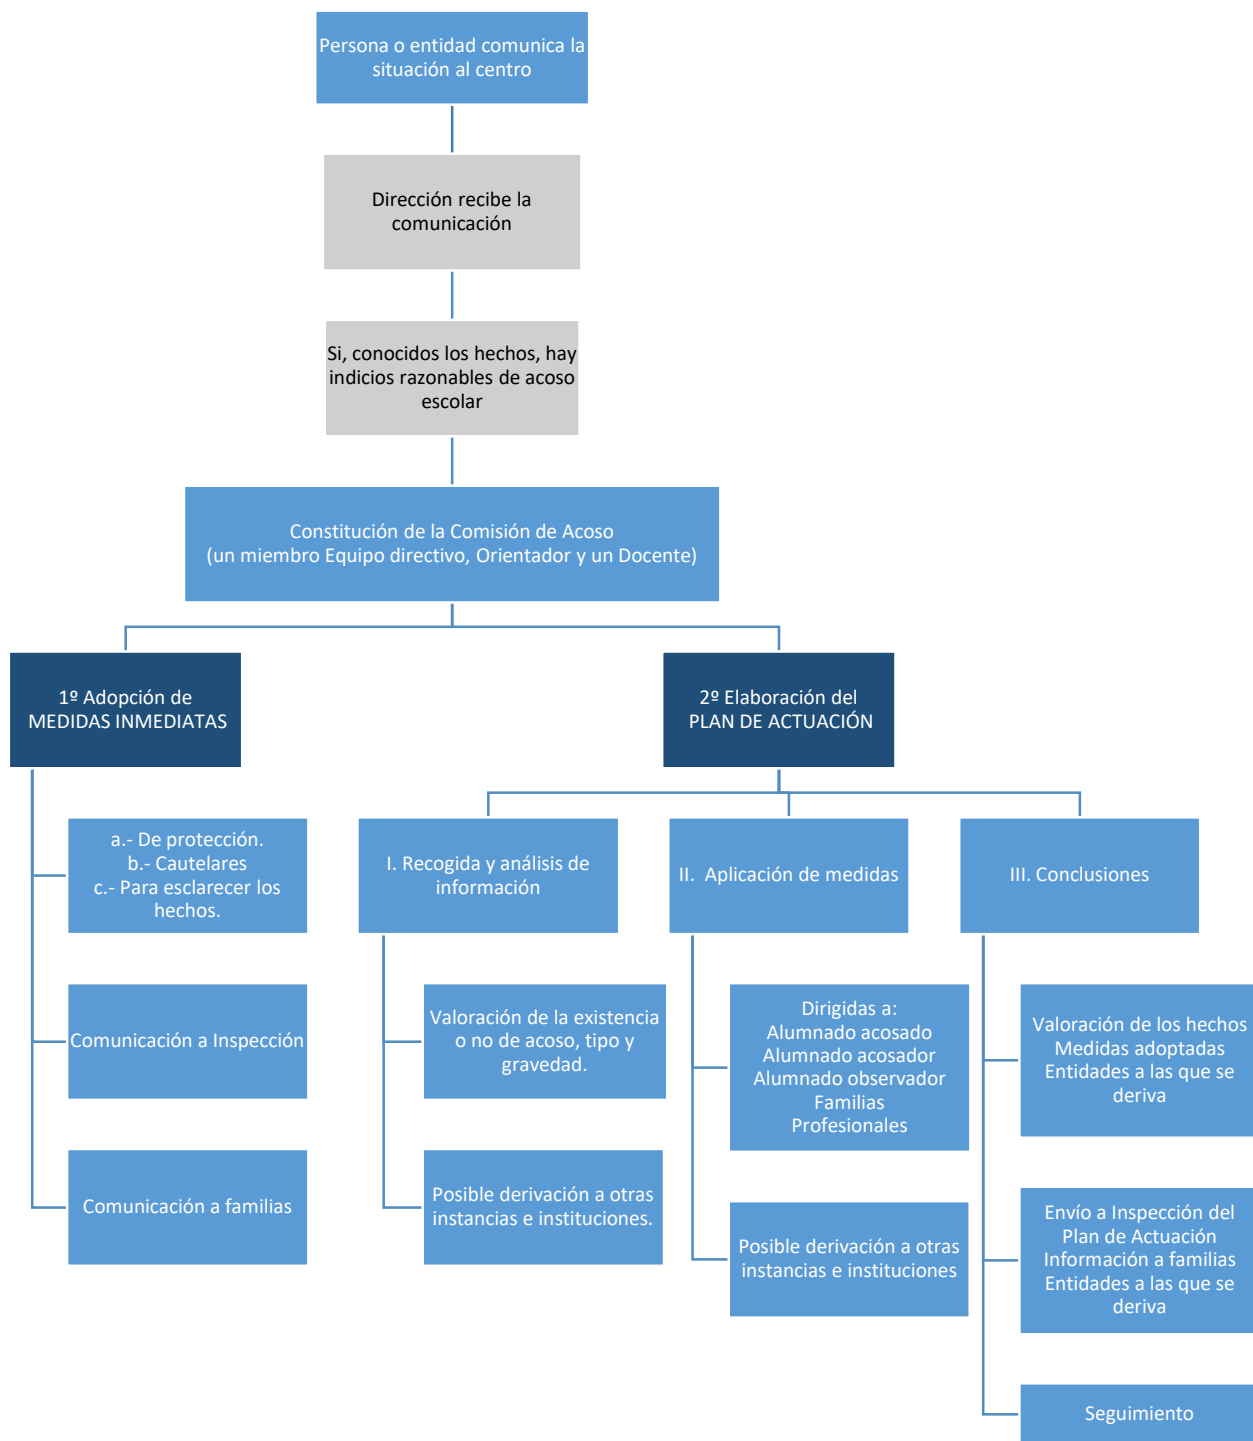 Persona o entidad comunica la
situación al centro
Dirección recibe la
comunicación
Si, conocidos los hechos, hay
indicios razonables de acoso
escolar
Constitución de la Comisión de Acoso
(un miembro Equipo directivo, Orientador y un Docente)
1º Adopción de
MEDIDAS INMEDIATAS
a.- De protección.
b.- Cautelares
c.- Para esclarecer los
hechos.
Comunicación a Inspección
Comunicación a familias
2º Elaboración del
PLAN DE ACTUACIÓN
I. Recogida y análisis de
información
Valoración de la existencia
o no de acoso, tipo y
gravedad.
Posible derivación a otras
instancias e instituciones.
II. Aplicación de medidas
Dirigidas a:
Alumnado acosado
Alumnado acosador
Alumnado observador
Familias
Profesionales
Posible derivación a otras
instancias e instituciones
III. Conclusiones
Valoración de los hechos
Medidas adoptadas
Entidades a las que se
deriva
Envío a Inspección del
Plan de Actuación
Información a familias
Entidades a las que se
deriva
Seguimiento